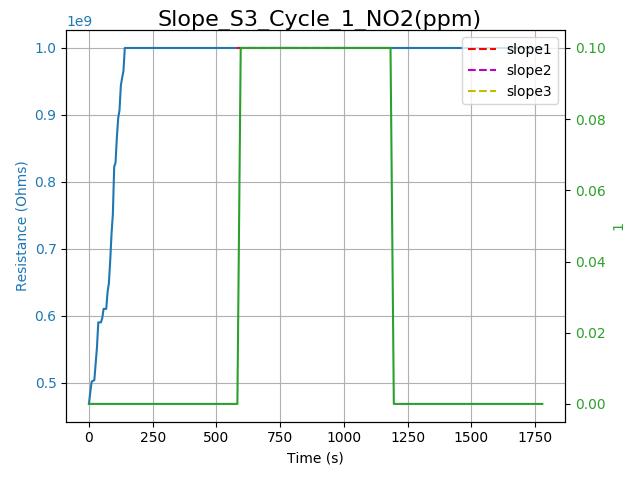 Slope_S3_Cycle_1_NO2(ppm)
1e9
1.0
0.9
0.8
0.7
0.6
0.5
Resistance (Ohms)
slope1
slope2
slope3
0.10
0.08
0.06
0.04
0.02
0.00
1
0 250 500 750 1000 1250 1500 1750
Time (s)